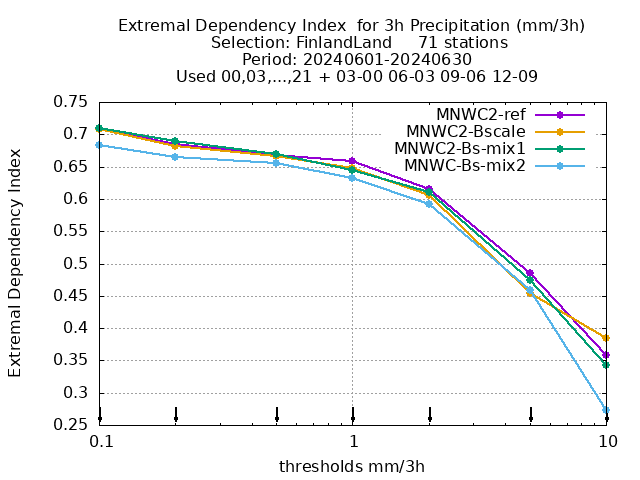 Extremal Dependency Index  for 3h Precipitation (mm/3h)
Selection: FinlandLand     71 stations
Period: 20240601-20240630
Used 00,03,...,21 + 03-00 06-03 09-06 12-09
MNWC2-ref
MNWC2-Bscale
MNWC2-Bs-mix1
MNWC-Bs-mix2
Extremal Dependency Index
0.75
0.7
0.65
0.6
0.55
0.5
0.45
0.4
0.35
0.3
0.25
0.1
1
10
thresholds mm/3h